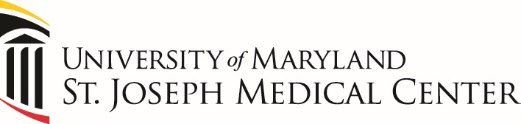 UNIVERSITY of MARYLAND
ST. JOSEPH MEDICAL CENTER